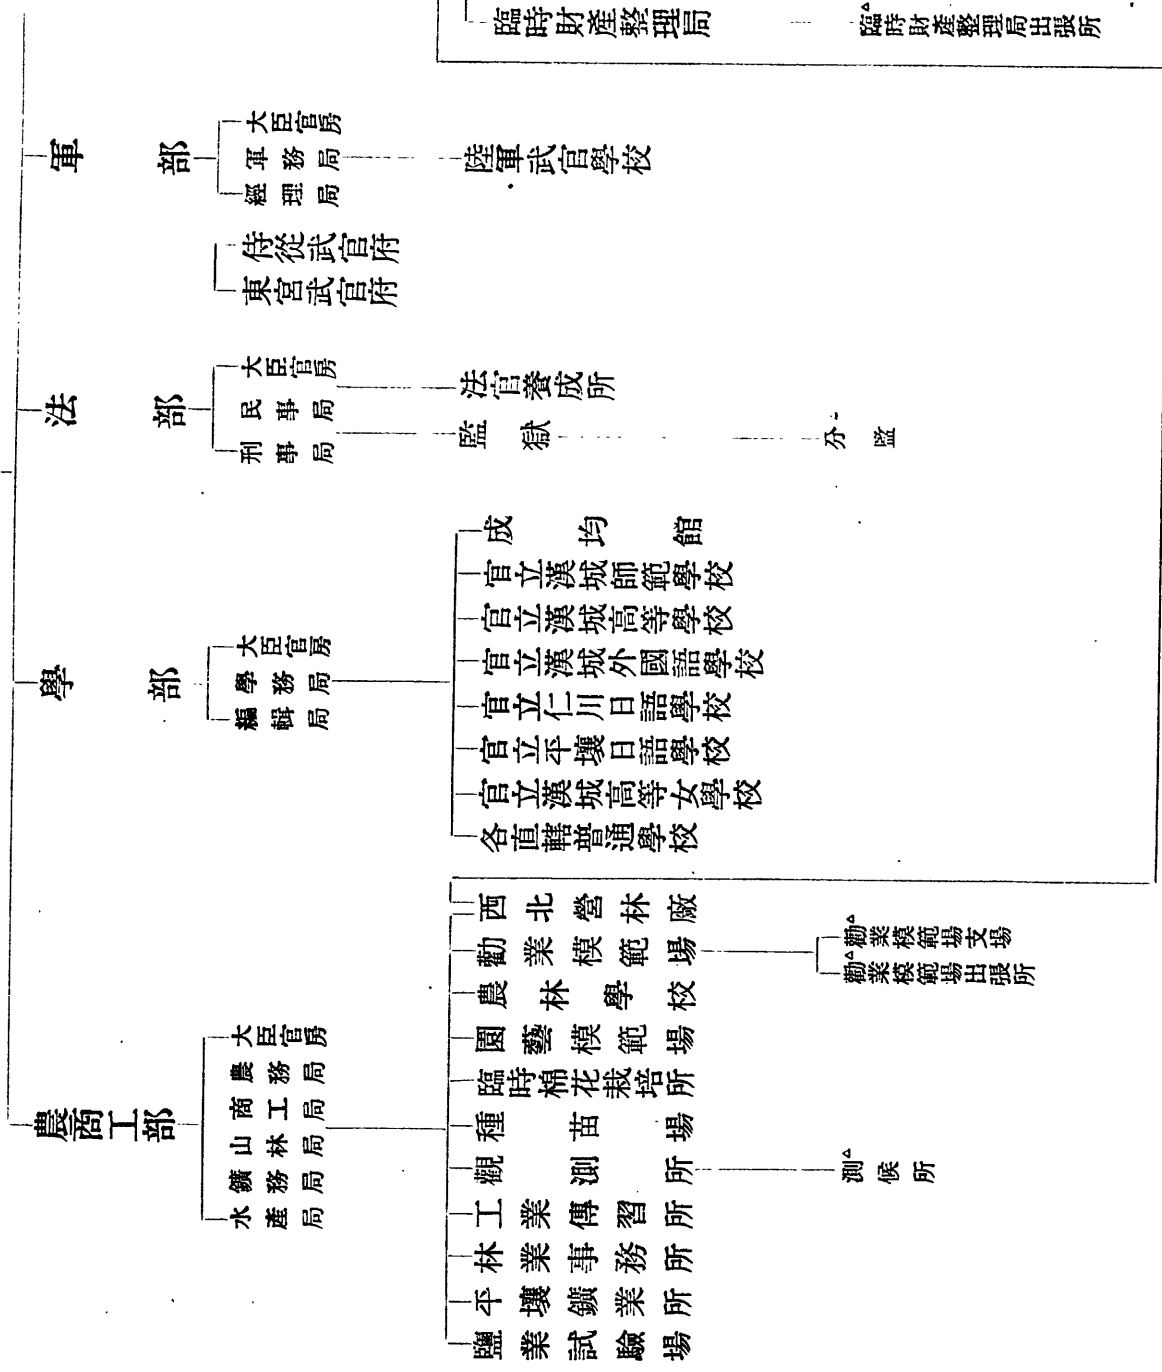 臨時財產整理局
臨時財產整理局出張所
軍部
大臣官房
軍務局
經理局
陸軍武官學校
侍從武官府
東宮武官府
法部
大臣官房
民事局
刑事局
法官養成所
監獄
分監
學部
大臣官房
學務局
編輯局
成均館
官立漢城師範學校
官立漢城高等學校
官立漢城外國語學校
官立仁川日語學校
官立平壤日語學校
官立漢城高等女學校
各直轄普通學校
農商工部
大臣官房
農務局
商工局
山林局
鑛務局
水產局
西北營林廠
勸業模範場
勸業模範場支場
勸業模範場出張所
農林學校
園藝模範場
臨時棉花栽培所
種苗場
觀測所
測候所
工業傳習所
林業事務所
平壤鑛業所
鹽業試驗場